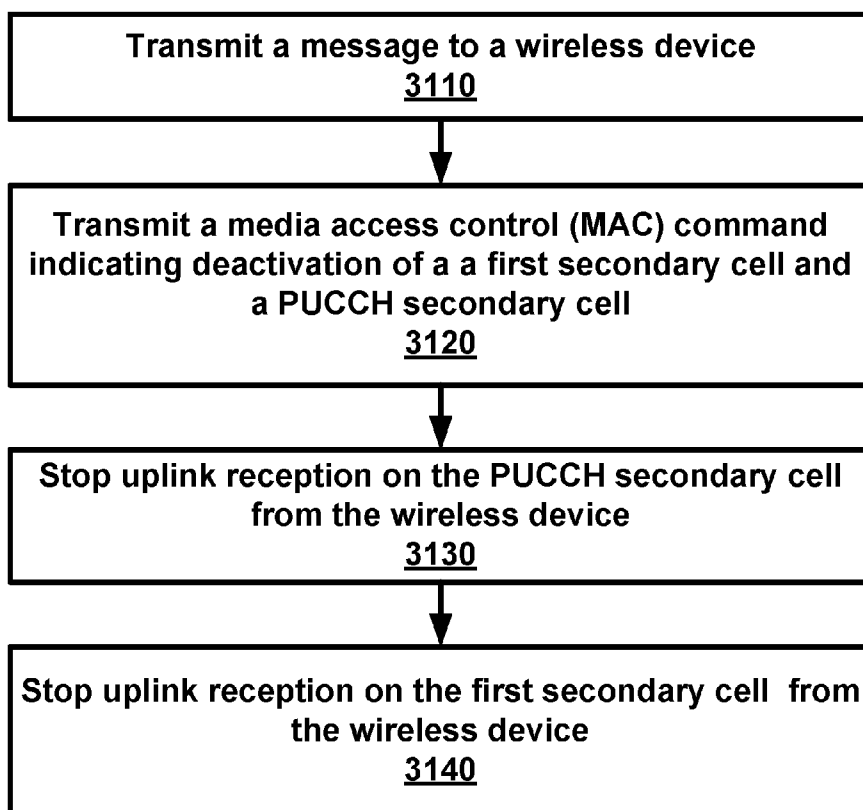 Transmit a message to a wireless device
3110
Transmit a media access control (MAC) command
indicating deactivation of a a first secondary cell and
a PUCCH secondary cell
3120
Stop uplink reception on the PUCCH secondary cell
from the wireless device
3130
Stop uplink reception on the first secondary cell  from
the wireless device
3140